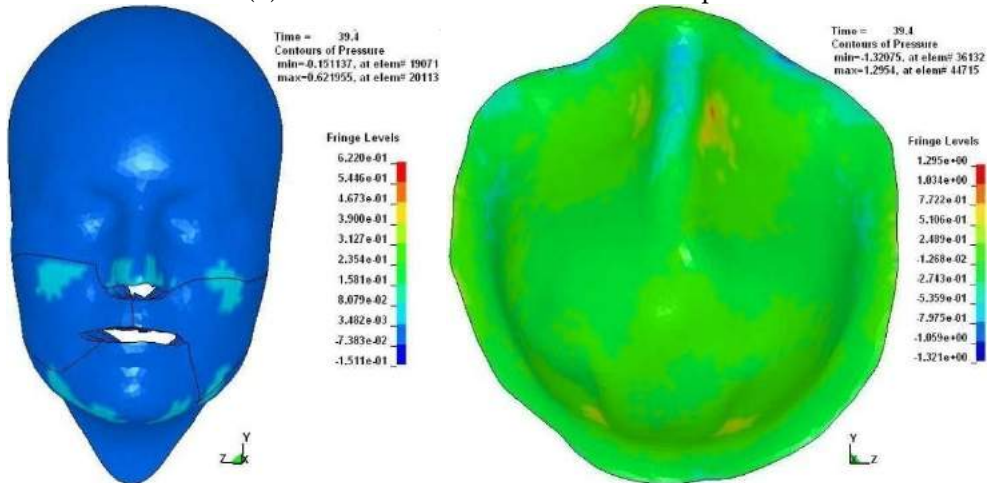 Time =    39.4
Contours of Pressure
min=-0.151137, at elem# 19071
max=0.621955, at elem# 20113
Fringe Levels
6.220e-01
5.446e-01
4.673e-01
3.900e-01
3.127e-01
2.354e-01
1.581e-01
8.079e-02
3.482e-03
-7.383e-02
-1.511e-01
Y
Z X
Time =    39.4
Contours of Pressure
min=-1.32075, at elem# 36132
max=1.2954, at elem# 44715
Fringe Levels
1.295e+00
1.034e+00
7.722e-01
5.106e-01
2.489e-01
-1.268e-02
-2.743e-01
-5.359e-01
-7.975e-01
-1.059e+00
-1.321e+00
Y
X Z